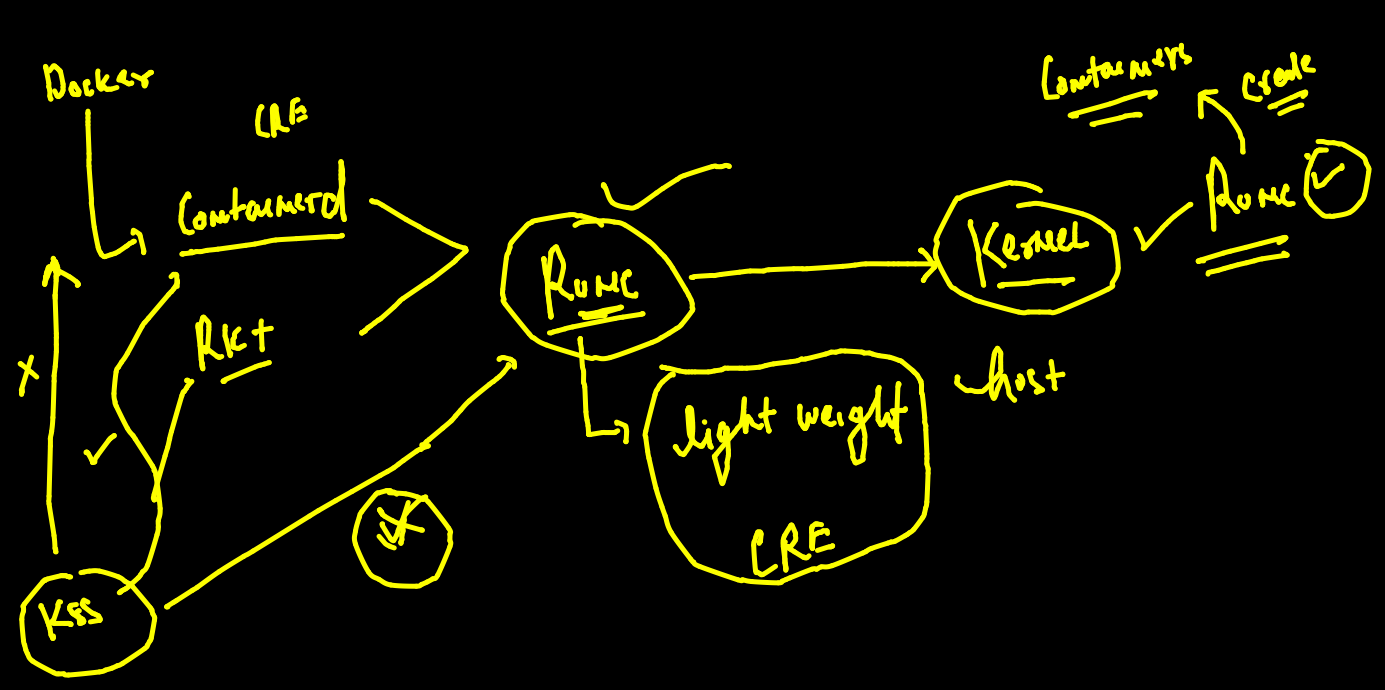 Docker
CRE
Containerd
Rkt
K8S
Runc
light weight
CRE
Kernel
host
Containers
create
Runc